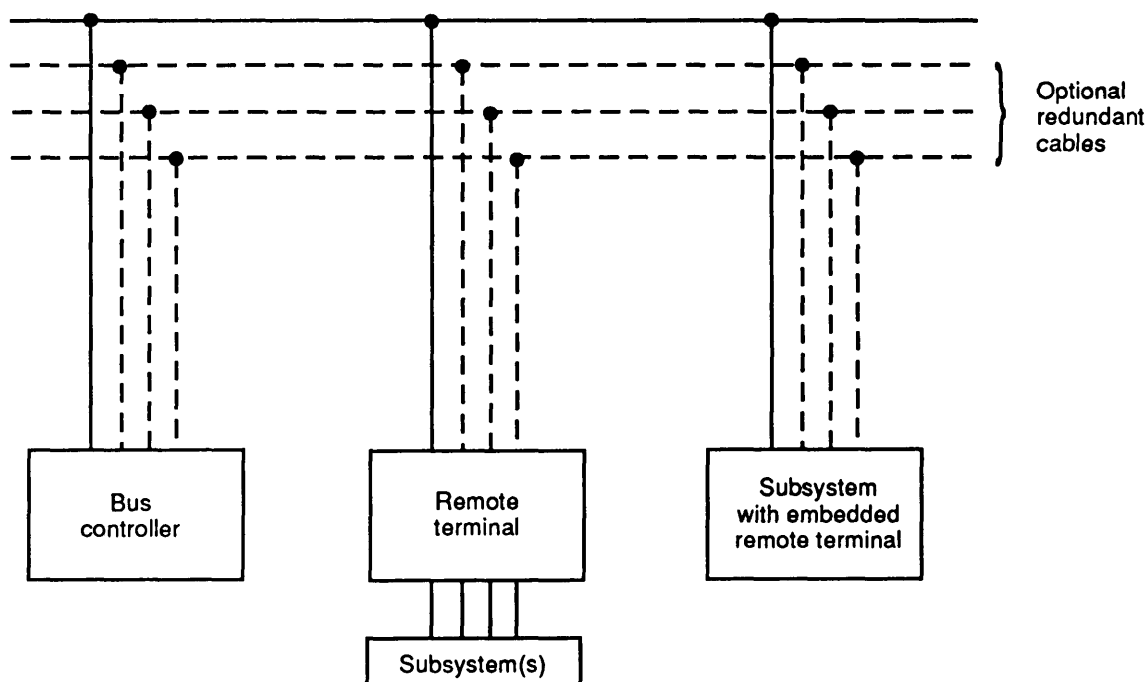 Optional
redundant
cables
Bus
controller
Remote
terminal
Subsystem
with embedded
remote terminal
Subsystem(s)